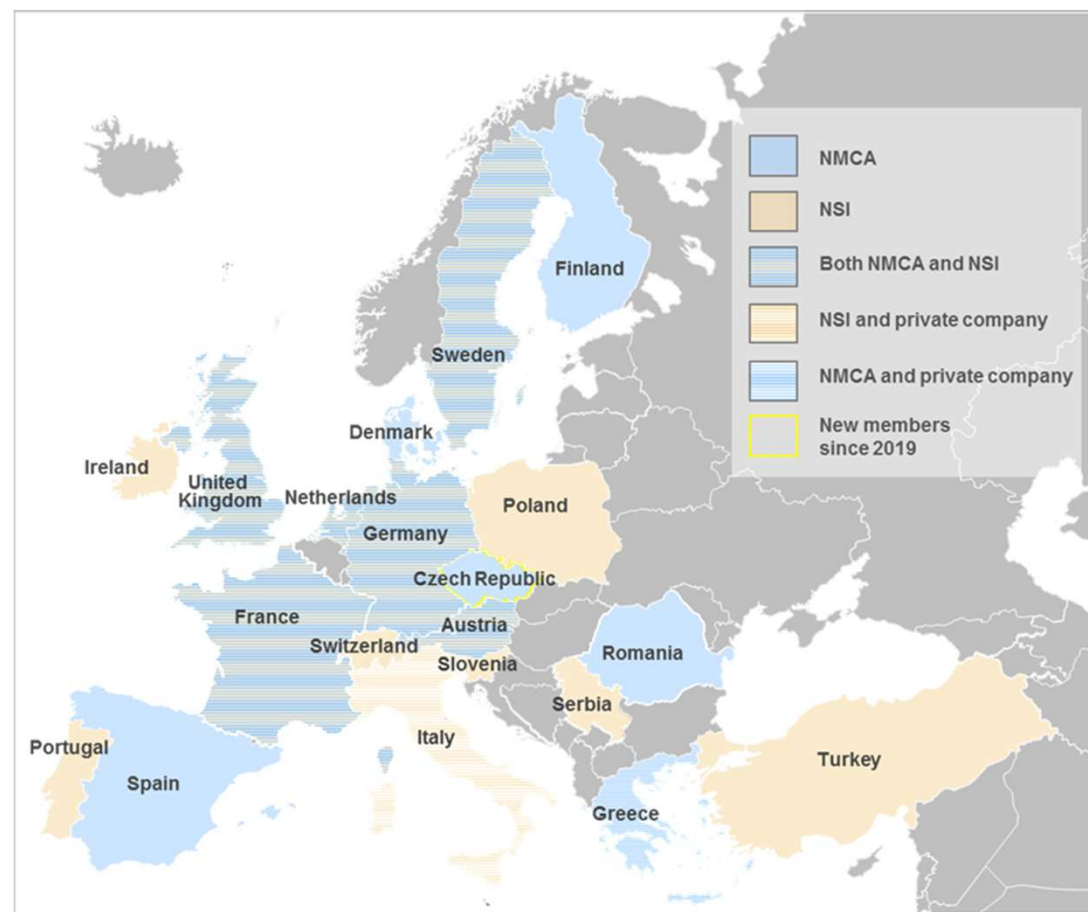 NMCA
NSI
Both NMCA and NSI
NSI and private company
NMCA and private company
New members
since 2019
Finland
Sweden
Denmark
Ireland
United
Kingdom
Netherlands
Germany
Poland
Czech Republic
France
Austria
Switzerland
Slovenia
Romania
Serbia
Italy
Portugal
Spain
Greece
Turkey